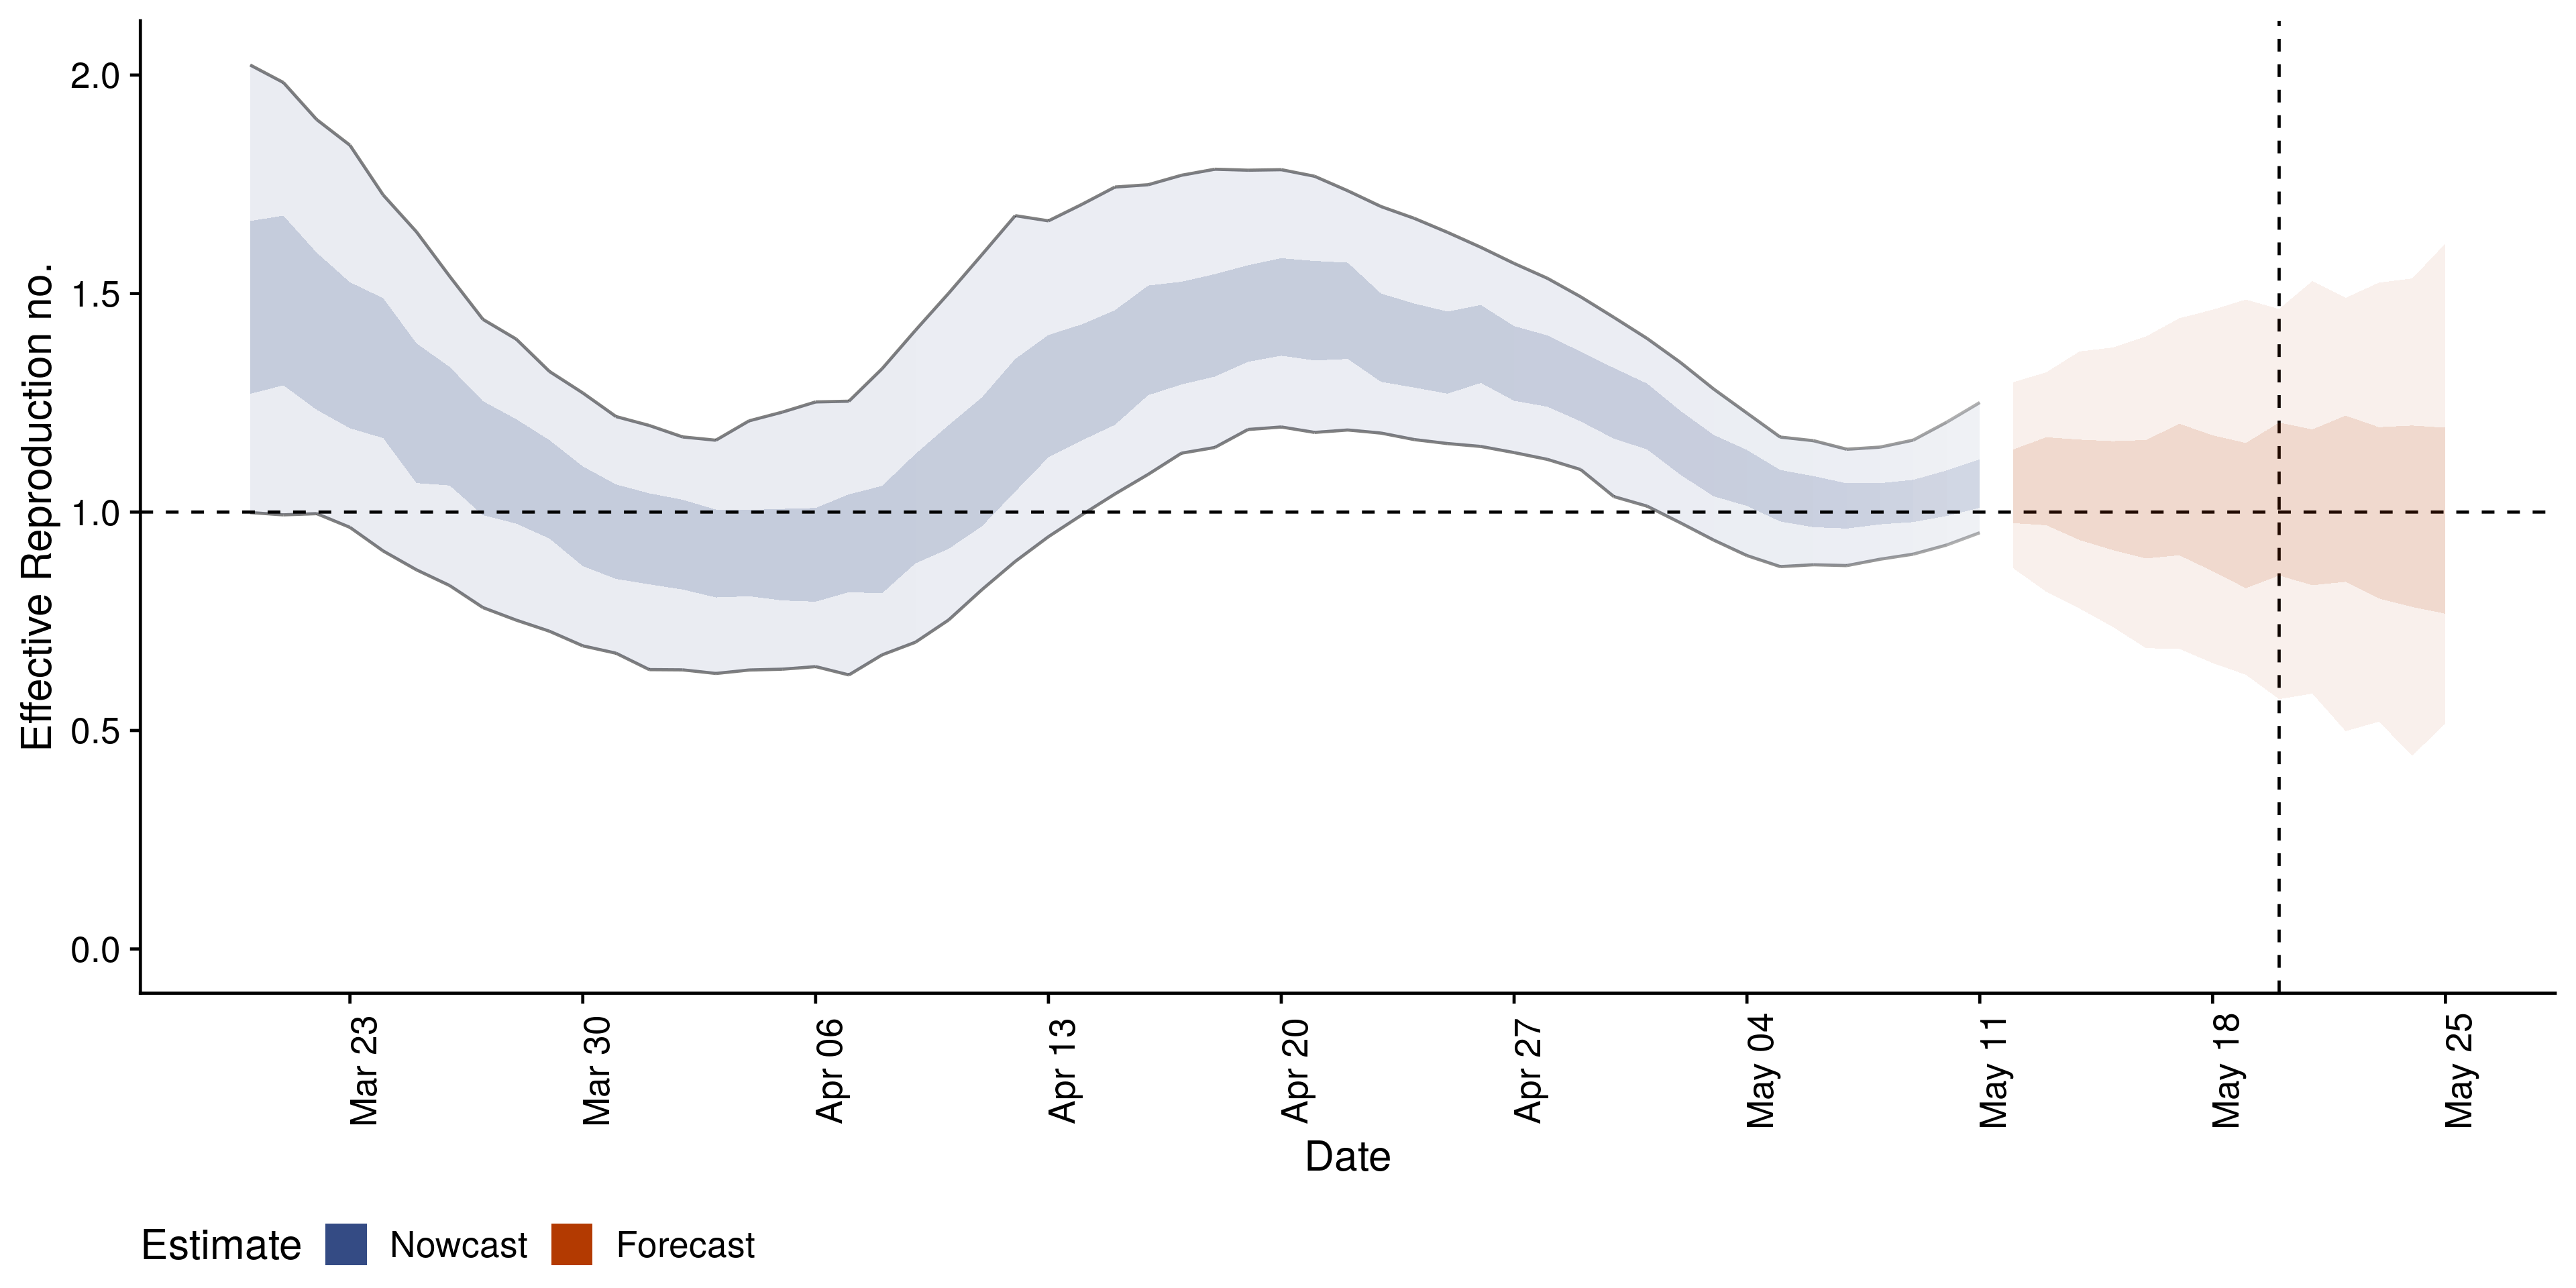 Effective Reproduction no.
2.0
1.5
1.0
0.5
0.0
Mar 23
Mar 30
Apr 06
Apr 13
Apr 20
Apr 27
May 04
May 11
May 18
May 25
Date
Estimate Nowcast Forecast